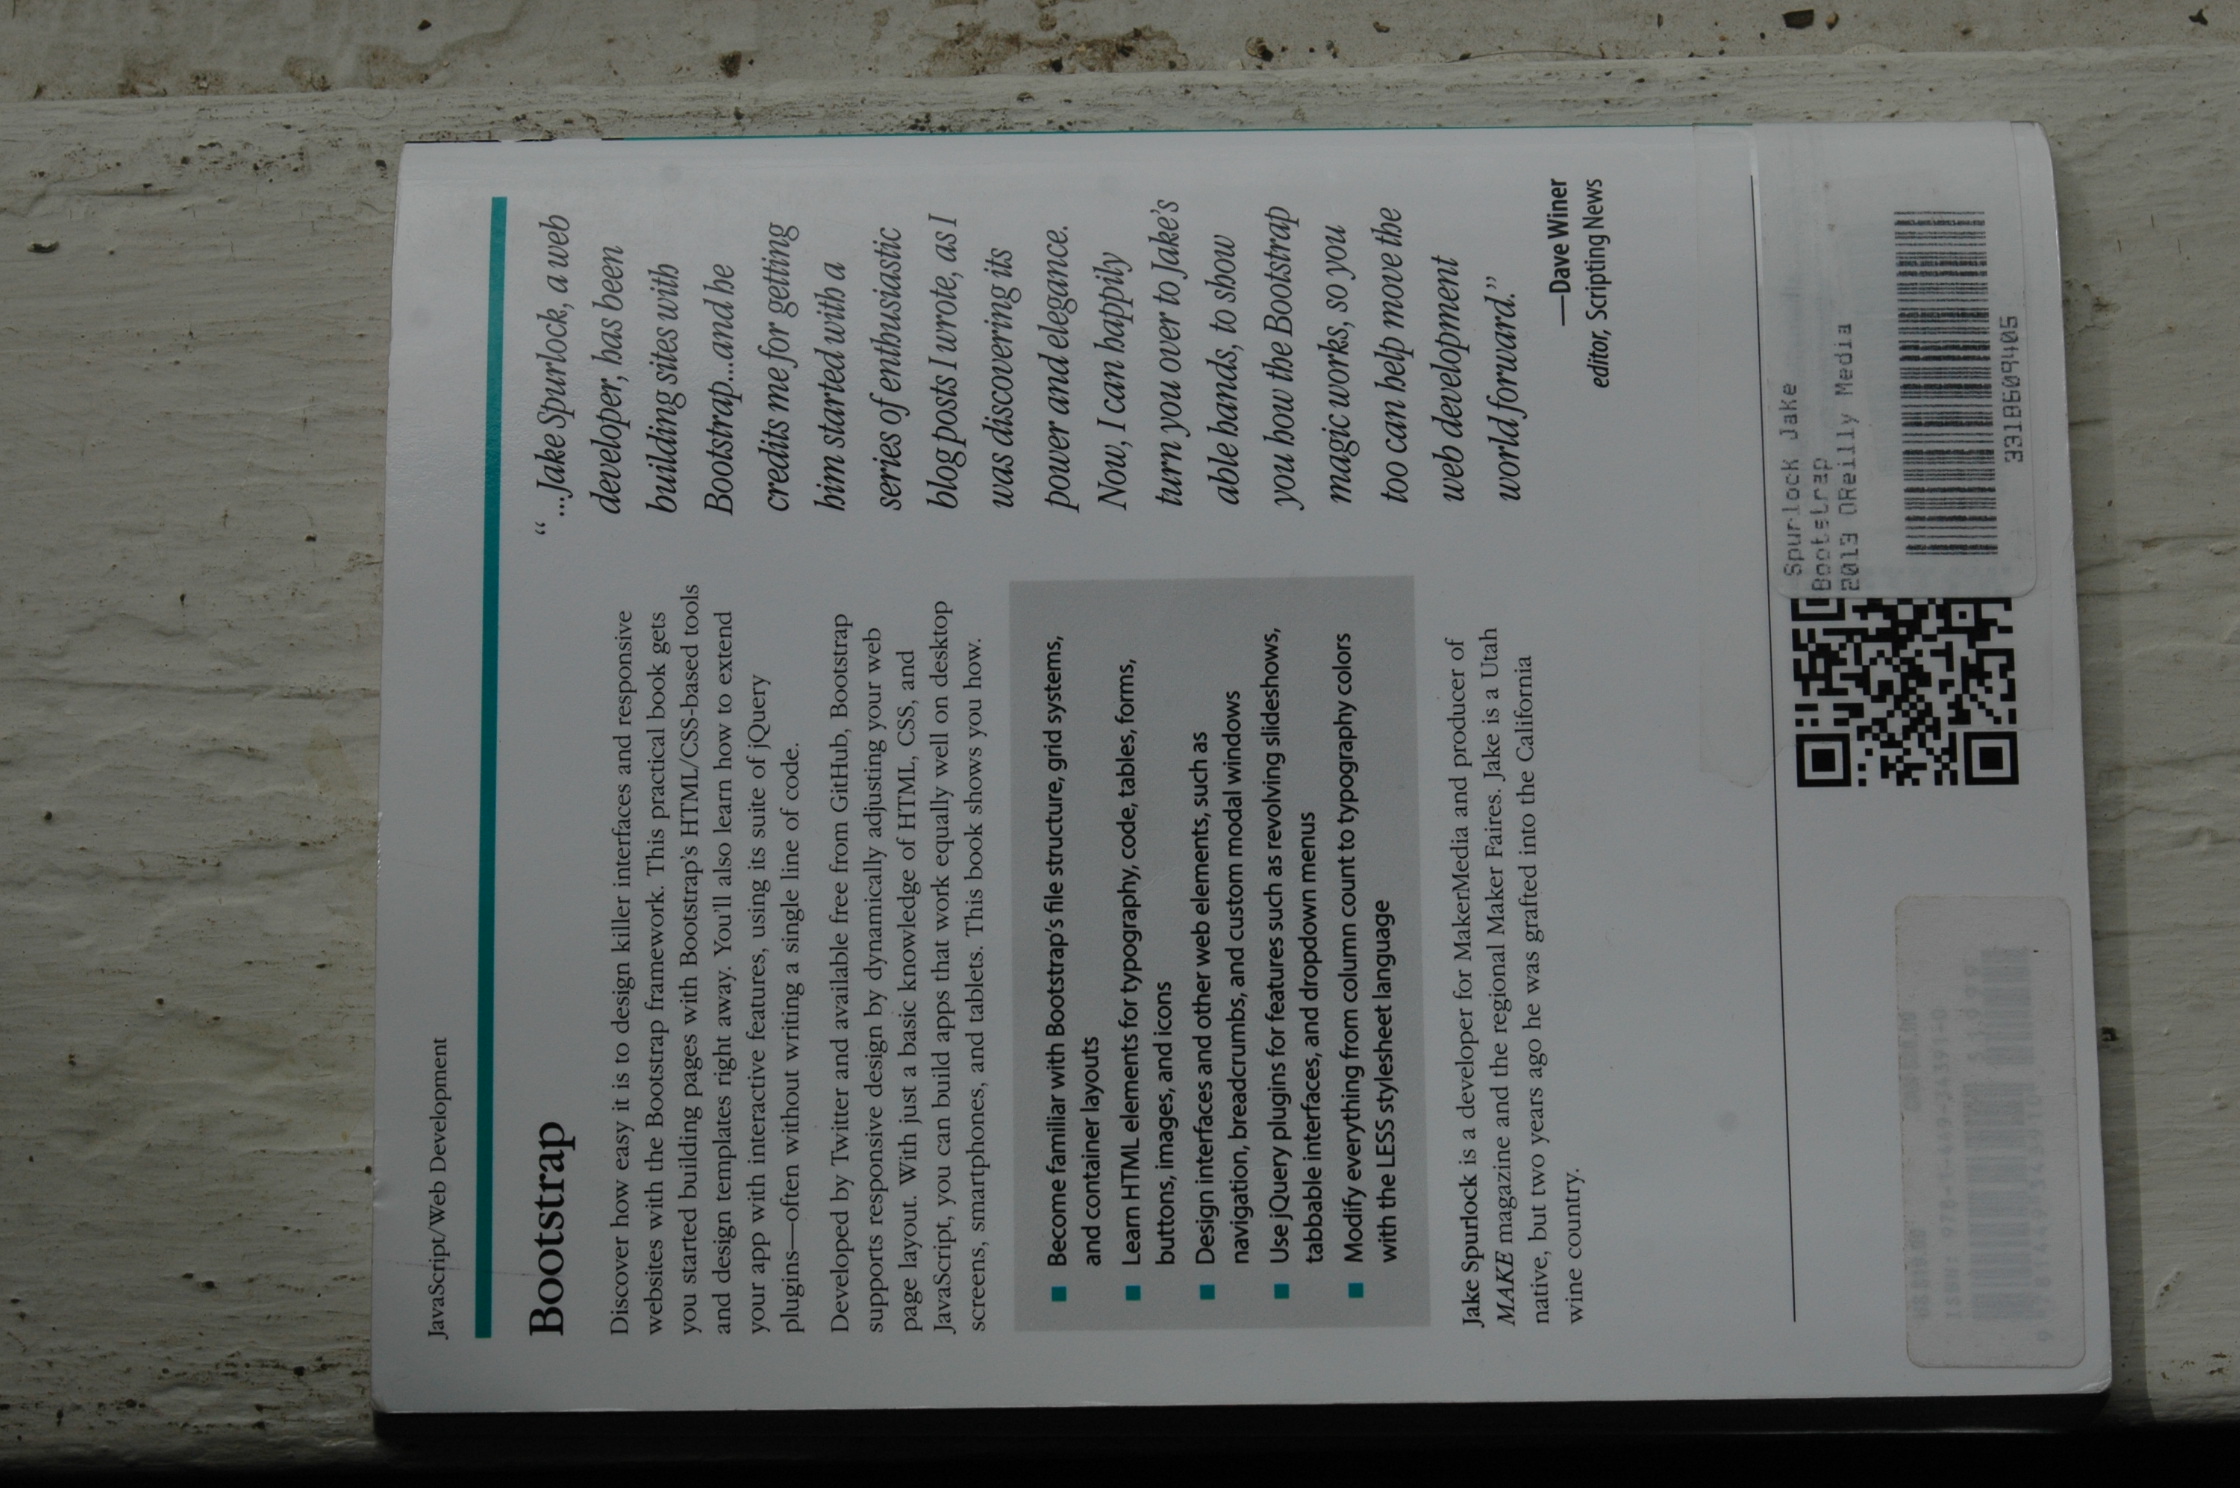 JavaScript/Web Development
Bootstrap
Discover how easy it is to design killer interfaces and responsive
websites with the Bootstrap framework. This practical book gets
you started building pages with Bootstrap's HTML/CSS-based tools
and design templates right away. You'll also learn how to extend
your app with interactive features, using its suite of jQuery
plugins—often without writing a single line of code.
Developed by Twitter and available free from GitHub, Bootstrap
supports responsive design by dynamically adjusting your web
page layout. With just a basic knowledge of HTML, CSS, and
JavaScript, you can build apps that work equally well on desktop
screens, smartphones, and tablets. This book shows you how.
■ Become familiar with Bootstrap's file structure, grid systems,
and container layouts
■ Learn HTML elements for typography, code, tables, forms,
buttons, images, and icons
■ Design interfaces and other web elements, such as
navigation, breadcrumbs, and custom modal windows
■ Use jQuery plugins for features such as revolving slideshows,
tabbable interfaces, and dropdown menus
■ Modify everything from column count to typography colors
with the LESS stylesheet language
Jake Spurlock is a developer for MakerMedia and producer of
MAKE magazine and the regional Maker Faires. Jake is a Utah
native, but two years ago he was grafted into the California
wine country.
“...Jake Spurlock, a web
developer, has been
building sites with
Bootstrap...and he
credits me for getting
him started with a
series of enthusiastic
blog posts I wrote, as I
was discovering its
power and elegance.
Now, I can happily
turn you over to Jake's
able hands, to show
you how the Bootstrap
magic works, so you
too can help move the
web development
world forward.”
—Dave Winer
editor, Scripting News
Spurlock Jake
Bootstrap
2013 OReilly Media
3318609405
US $19.99
ISBN: 978-1-449-34391-0
9 781449 343910